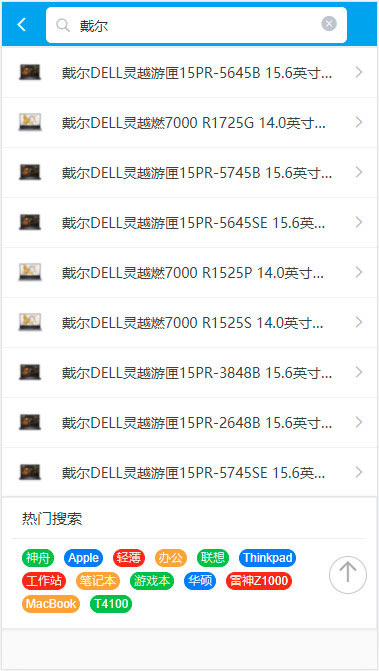 戴尔
戴尔DELL灵越游匣15PR-5645B 15.6英寸...
戴尔DELL灵越燃7000 R1725G 14.0英寸...
戴尔DELL灵越游匣15PR-5745B 15.6英寸...
戴尔DELL灵越游匣15PR-5645SE 15.6英...
戴尔DELL灵越燃7000 R1525P 14.0英寸...
戴尔DELL灵越燃7000 R1525S 14.0英寸...
戴尔DELL灵越游匣15PR-3848B 15.6英寸...
戴尔DELL灵越游匣15PR-2648B 15.6英寸...
戴尔DELL灵越游匣15PR-5745SE 15.6英...
热门搜索
神舟 Apple 轻薄 办公 联想 Thinkpad
工作站 笔记本 游戏本 华硕 雷神Z1000
MacBook T4100